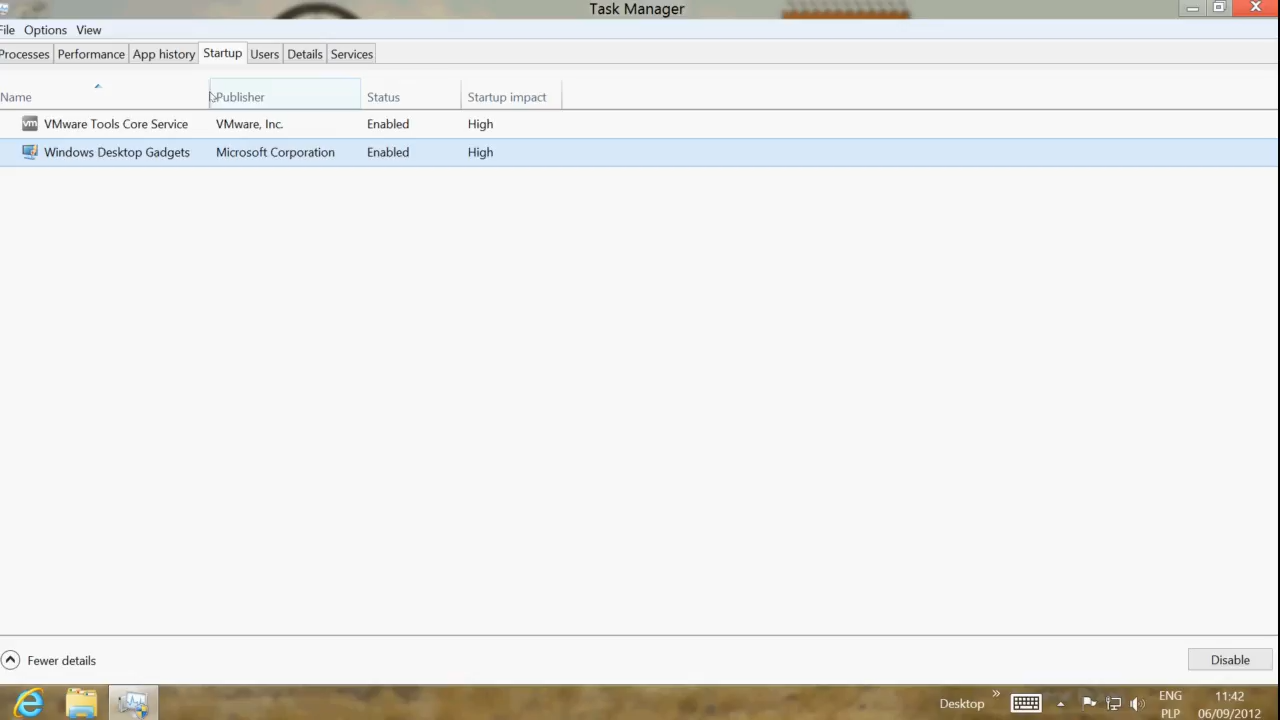 Task Manager
File Options View
Processes Performance App history Startup Users Details Services
Name Publisher Status Startup impact
vm VMware Tools Core Service VMware, Inc. Enabled High
Windows Desktop Gadgets Microsoft Corporation Enabled High
Fewer details Disable
Desktop » ENG 11:42
PLP 06/09/2012